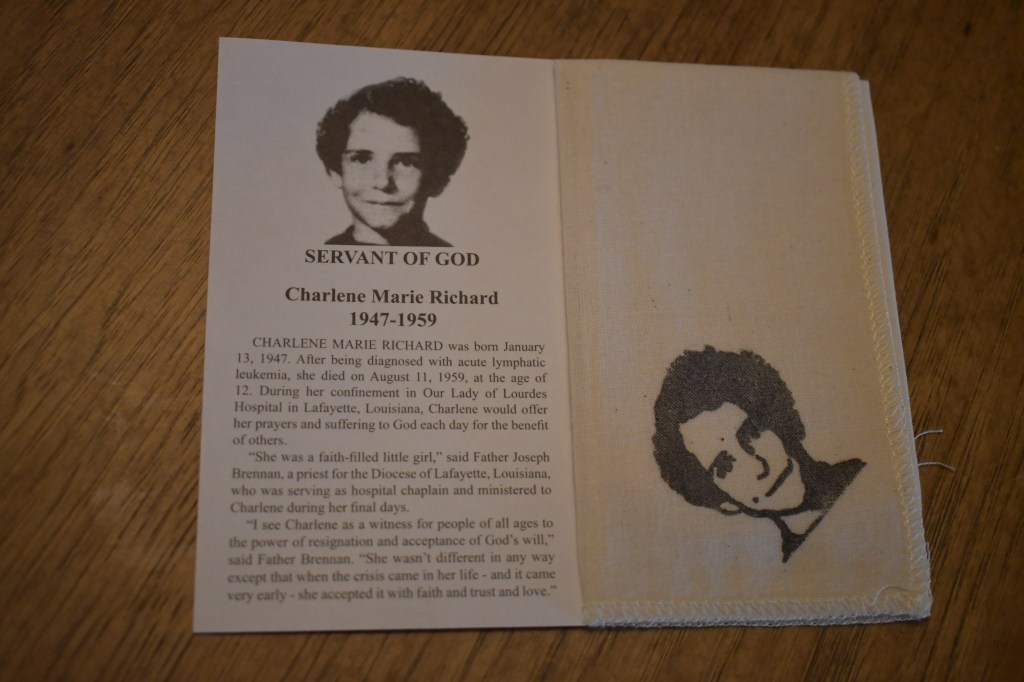 SERVANT OF GOD
Charlene Marie Richard
1947-1959
CHARLENE MARIE RICHARD was born January
13, 1947. After being diagnosed with acute lymphatic
leukemia, she died on August 11, 1959, at the age of
12. During her confinement in Our Lady of Lourdes
Hospital in Lafayette, Louisiana, Charlene would offer
her prayers and suffering to God each day for the benefit
of others.
“She was a faith-filled little girl,” said Father Joseph
Brennan, a priest for the Diocese of Lafayette, Louisiana,
who was serving as hospital chaplain and ministered to
Charlene during her final days.
“I see Charlene as a witness for people of all ages to
the power of resignation and acceptance of God’s will,”
said Father Brennan. “She wasn’t different in any way
except that when the crisis came in her life - and it came
very early - she accepted it with faith and trust and love.”